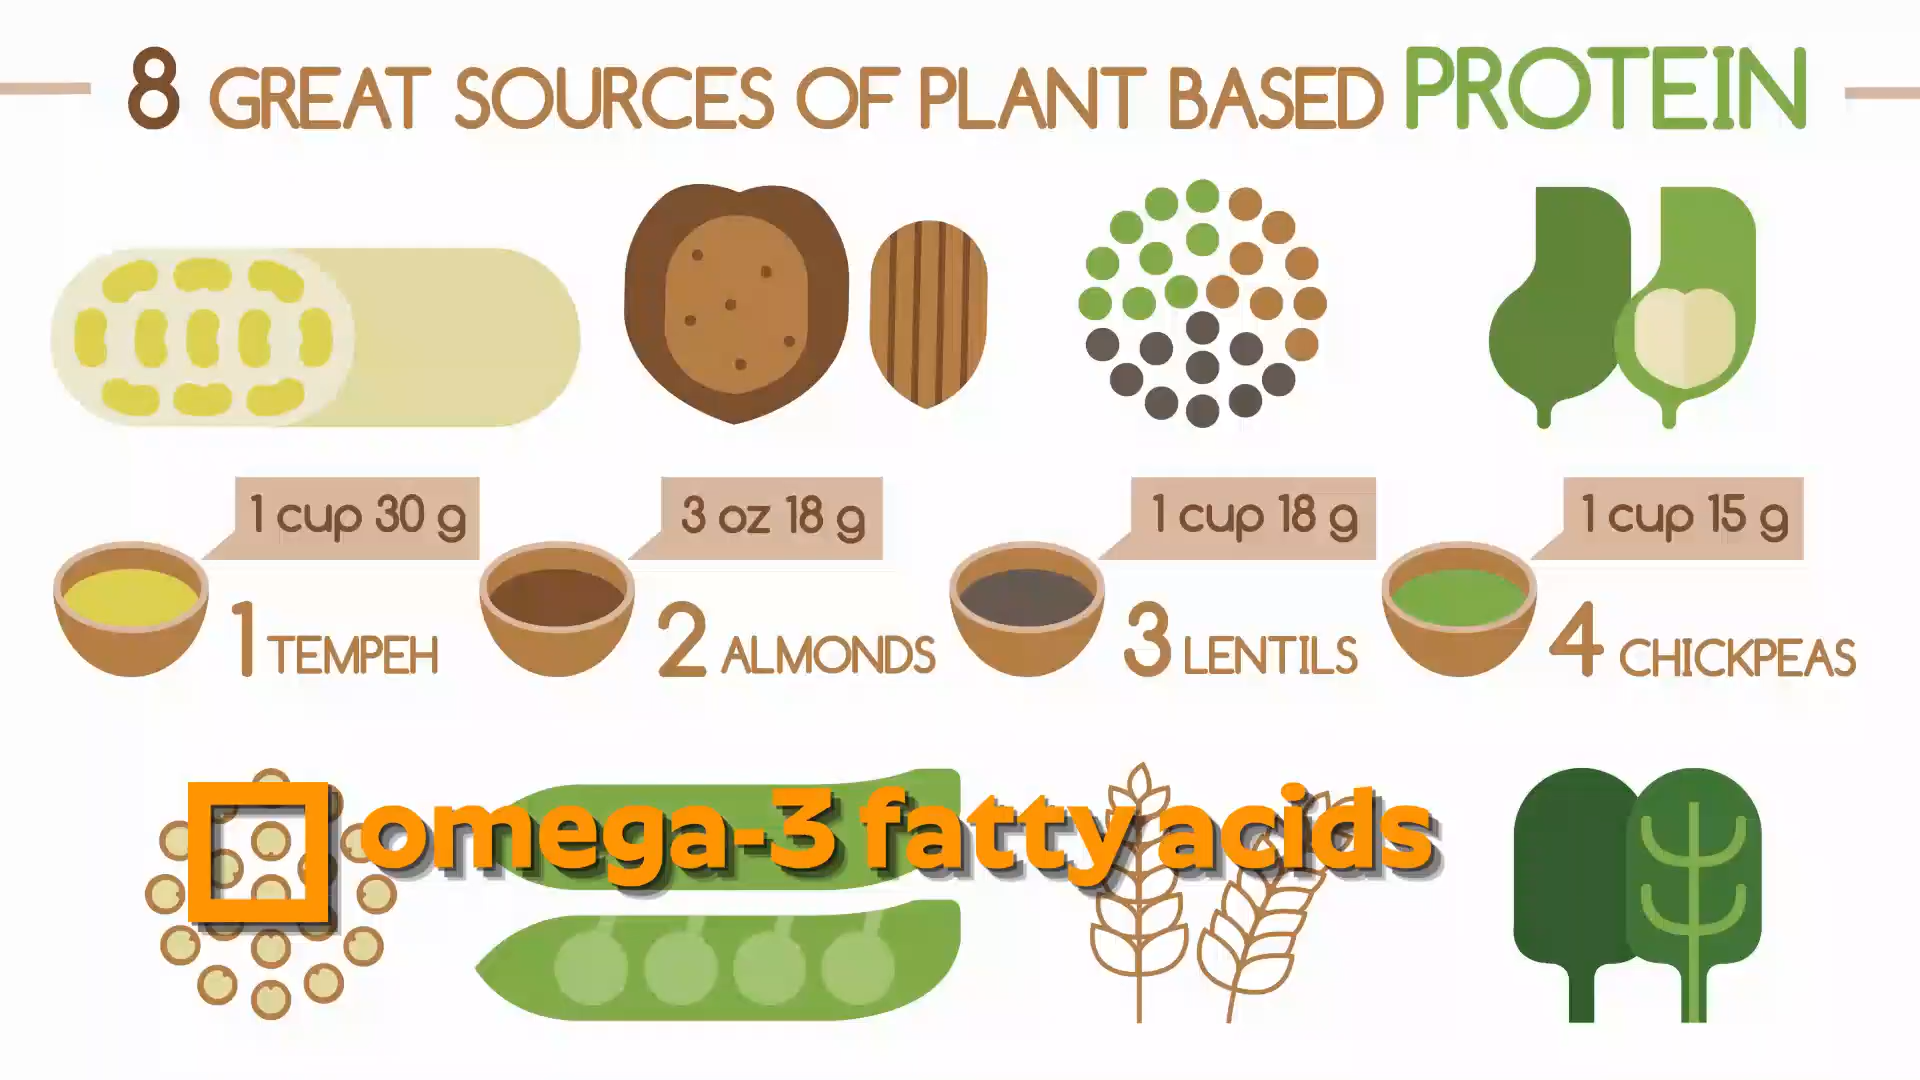 8 GREAT SOURCES OF PLANT BASED PROTEIN
1 cup 30 g
3 oz 18 g
1 cup 18 g
1 cup 15 g
1 TEMPEH
2 ALMONDS
3 LENTILS
4 CHICKPEAS
omega-3 fatty acids